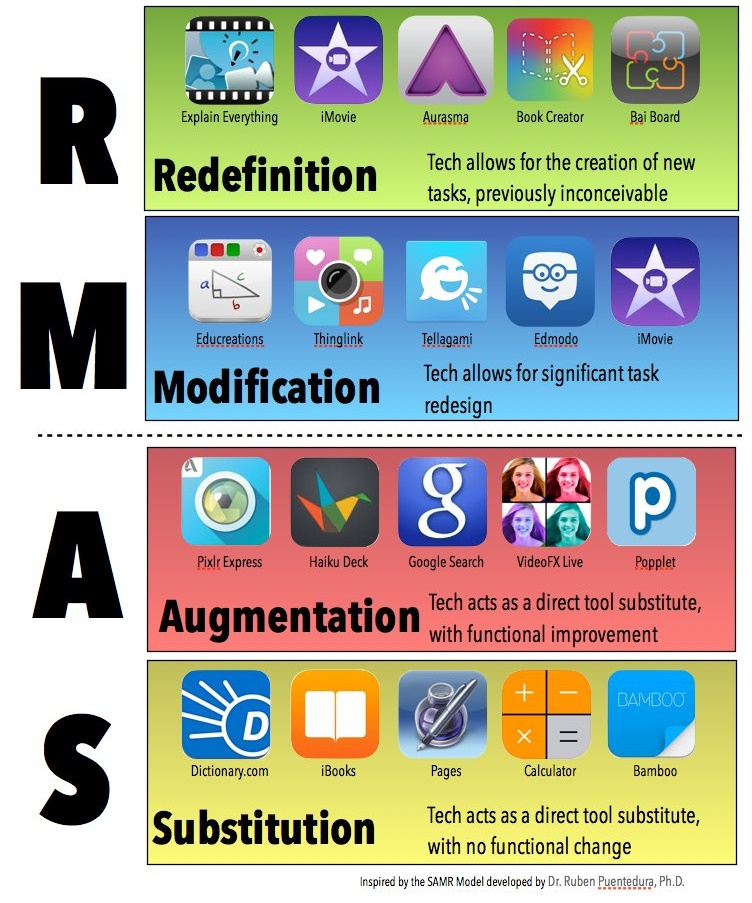 R
Explain Everything
iMovie
Aurasma
Book Creator
Bai Board
Redefinition
Tech allows for the creation of new
tasks, previously inconceivable
M
a
c
b
Educreations
Thinglink
Tellagami
Edmodo
iMovie
Modification
Tech allows for significant task
redesign
A
A
g
p
Pixlr Express
Haiku Deck
Google Search
VideoFX Live
Popplet
Augmentation
Tech acts as a direct tool substitute,
with functional improvement
S
D
+ −
× =
BAMBOO
Dictionary.com
iBooks
Pages
Calculator
Bamboo
Substitution
Tech acts as a direct tool substitute,
with no functional change
Inspired by the SAMR Model developed by Dr. Ruben Puentedura, Ph.D.